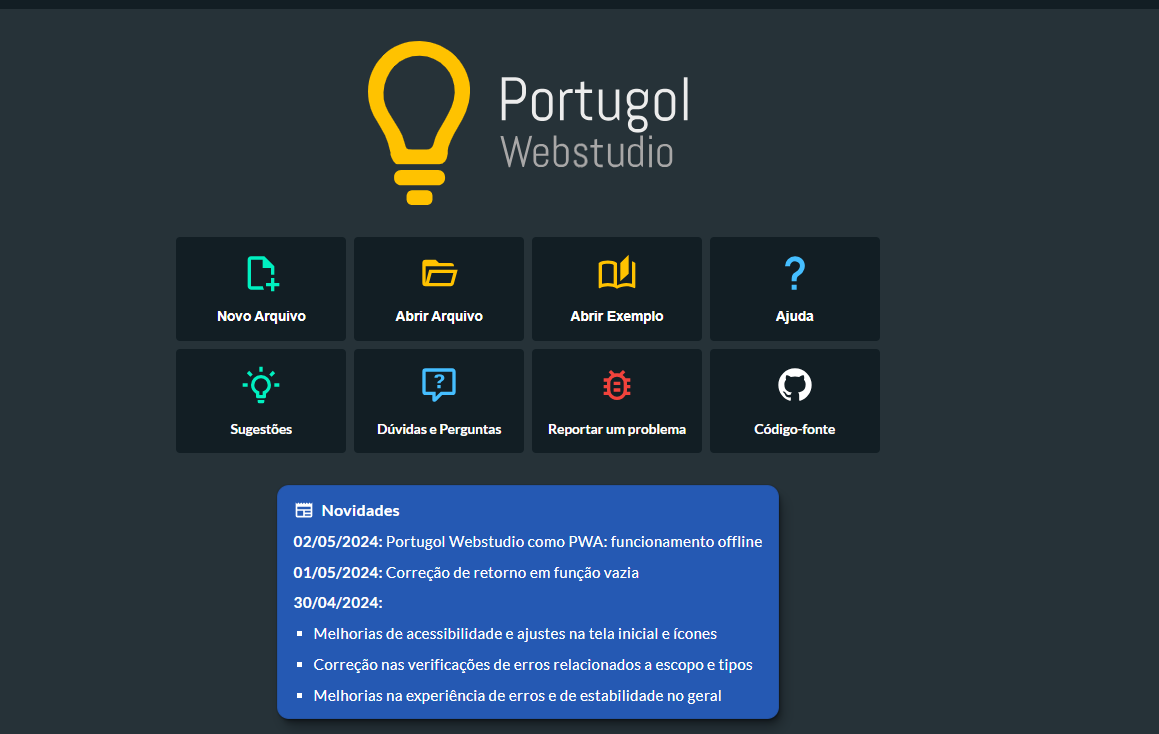 Portugol
Webstudio
Novo Arquivo
Abrir Arquivo
Abrir Exemplo
Ajuda
Sugestões
Dúvidas e Perguntas
Reportar um problema
Código-fonte
Novidades
02/05/2024: Portugol Webstudio como PWA: funcionamento offline
01/05/2024: Correção de retorno em função vazia
30/04/2024:
Melhorias de acessibilidade e ajustes na tela inicial e ícones
Correção nas verificações de erros relacionados a escopo e tipos
Melhorias na experiência de erros e de estabilidade no geral